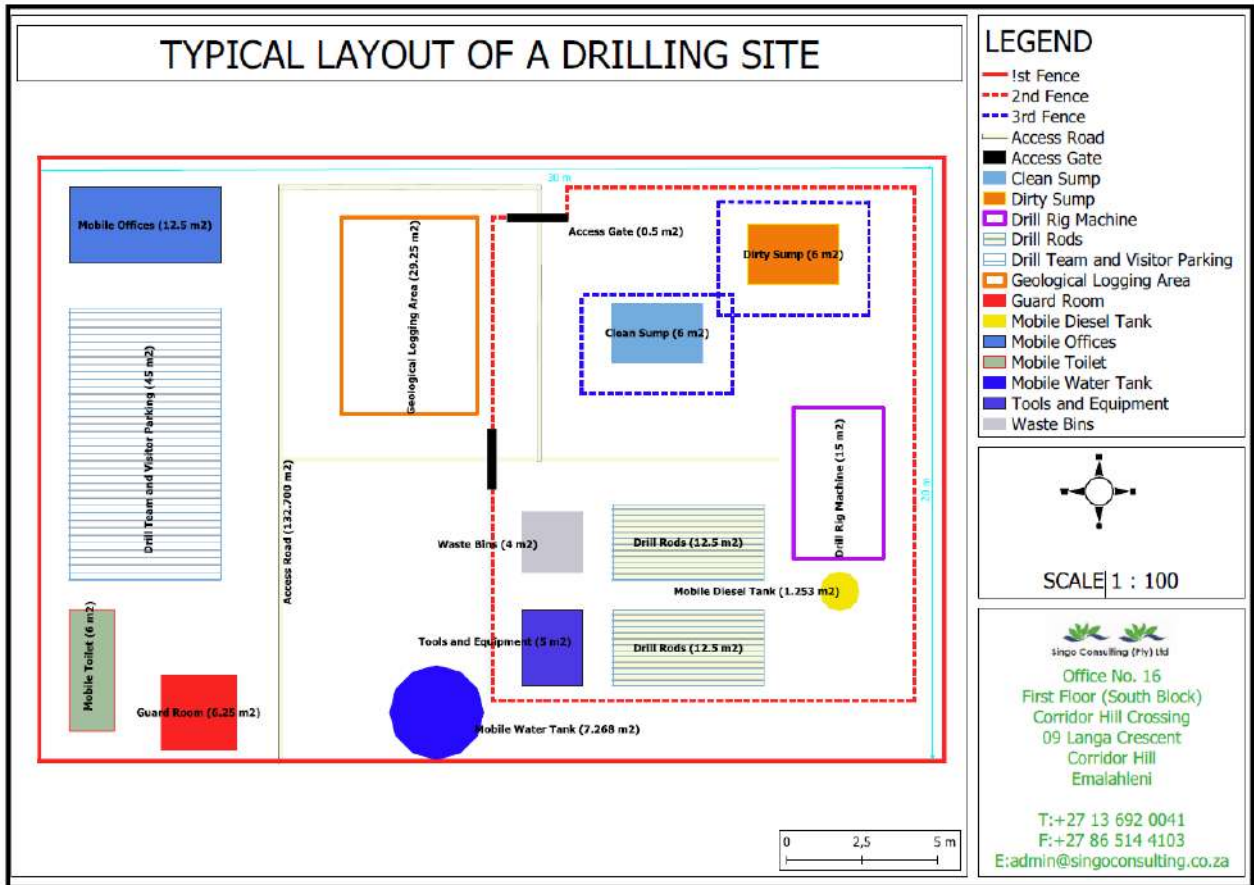 TYPICAL LAYOUT OF A DRILLING SITE
30 m
Mobile Offices (12.5 m2)
Access Gate (0.5 m2)
Geological Logging Area (29.25 m2)
Dirty Sump (6 m2)
Clean Sump (6 m2)
Drill Team and Visitor Parking (45 m2)
Access Road (132.700 m2)
Drill Rig Machine (15 m2)
20 m
Waste Bins (4 m2)
Drill Rods (12.5 m2)
Mobile Diesel Tank (1.253 m2)
Tools and Equipment (5 m2)
Drill Rods (12.5 m2)
Mobile Toilet (6 m2)
Guard Room (6.25 m2)
Mobile Water Tank (7.268 m2)
0 2,5 5 m
LEGEND
!st Fence
2nd Fence
3rd Fence
Access Road
Access Gate
Clean Sump
Dirty Sump
Drill Rig Machine
Drill Rods
Drill Team and Visitor Parking
Geological Logging Area
Guard Room
Mobile Diesel Tank
Mobile Offices
Mobile Toilet
Mobile Water Tank
Tools and Equipment
Waste Bins
SCALE 1 : 100
Singo Consulting (Pty) Ltd
Office No. 16
First Floor (South Block)
Corridor Hill Crossing
09 Langa Crescent
Corridor Hill
Emalahleni
T:+27 13 692 0041
F:+27 86 514 4103
E:admin@singoconsulting.co.za